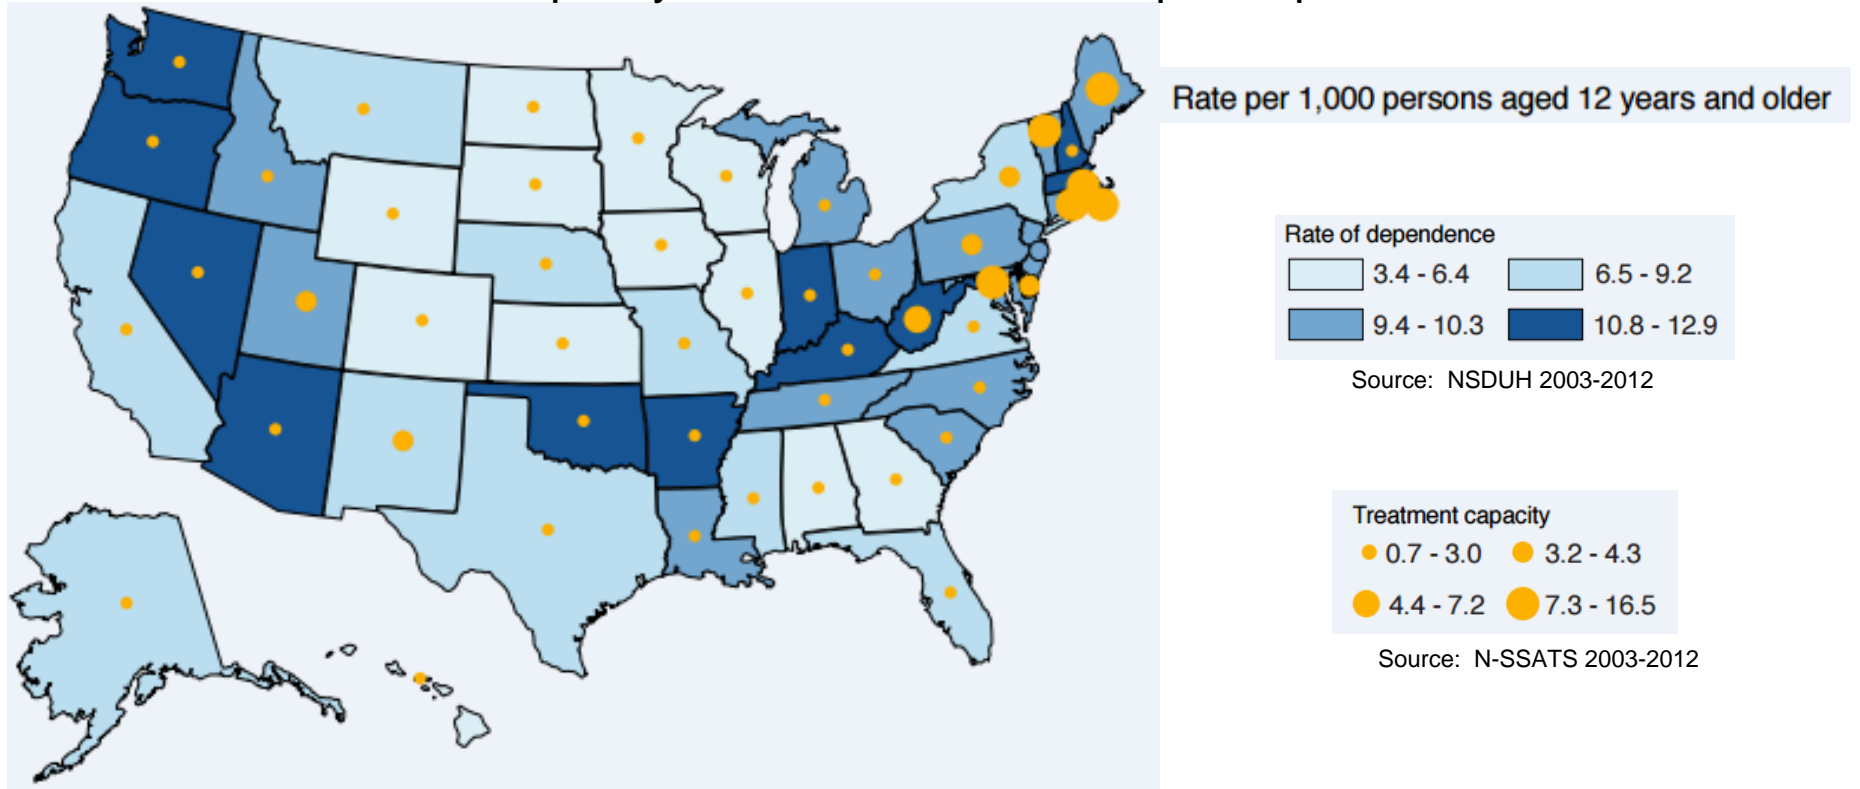 Rate per 1,000 persons aged 12 years and older
Rate of dependence
3.4 - 6.4 6.5 - 9.2
9.4 - 10.3 10.8 - 12.9
Source: NSDUH 2003-2012
Treatment capacity
0.7 - 3.0 3.2 - 4.3
4.4 - 7.2 7.3 - 16.5
Source: N-SSATS 2003-2012